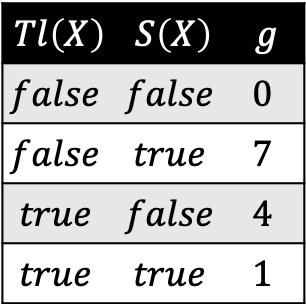 Tl(X) S(X) g
false false 0
false true 7
true false 4
true true 1